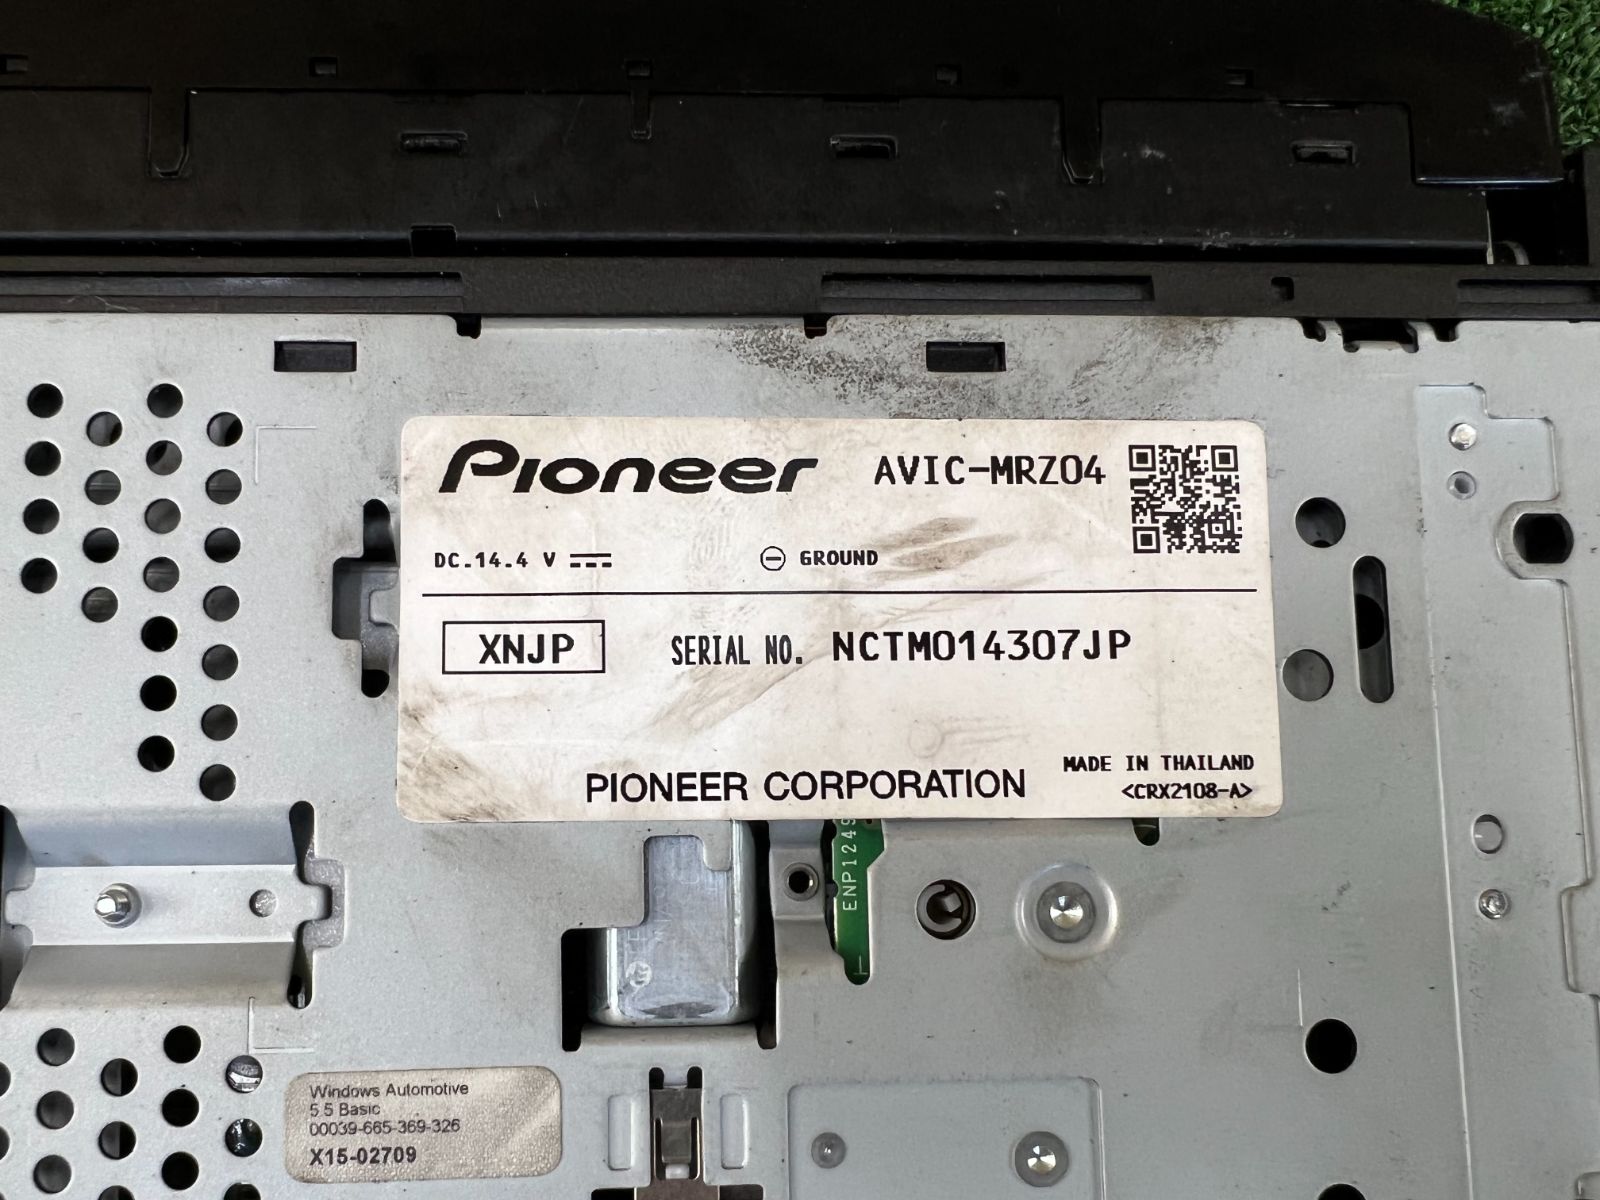 Pioneer AVIC-MRZ04
DC.14.4 V GROUND
XNJP SERIAL NO. NCTM014307JP
PIONEER CORPORATION
MADE IN THAILAND
<CRX2108-A>
ENP1249
Windows Automotive
5.5 Basic
00039-665-369-326
X15-02709